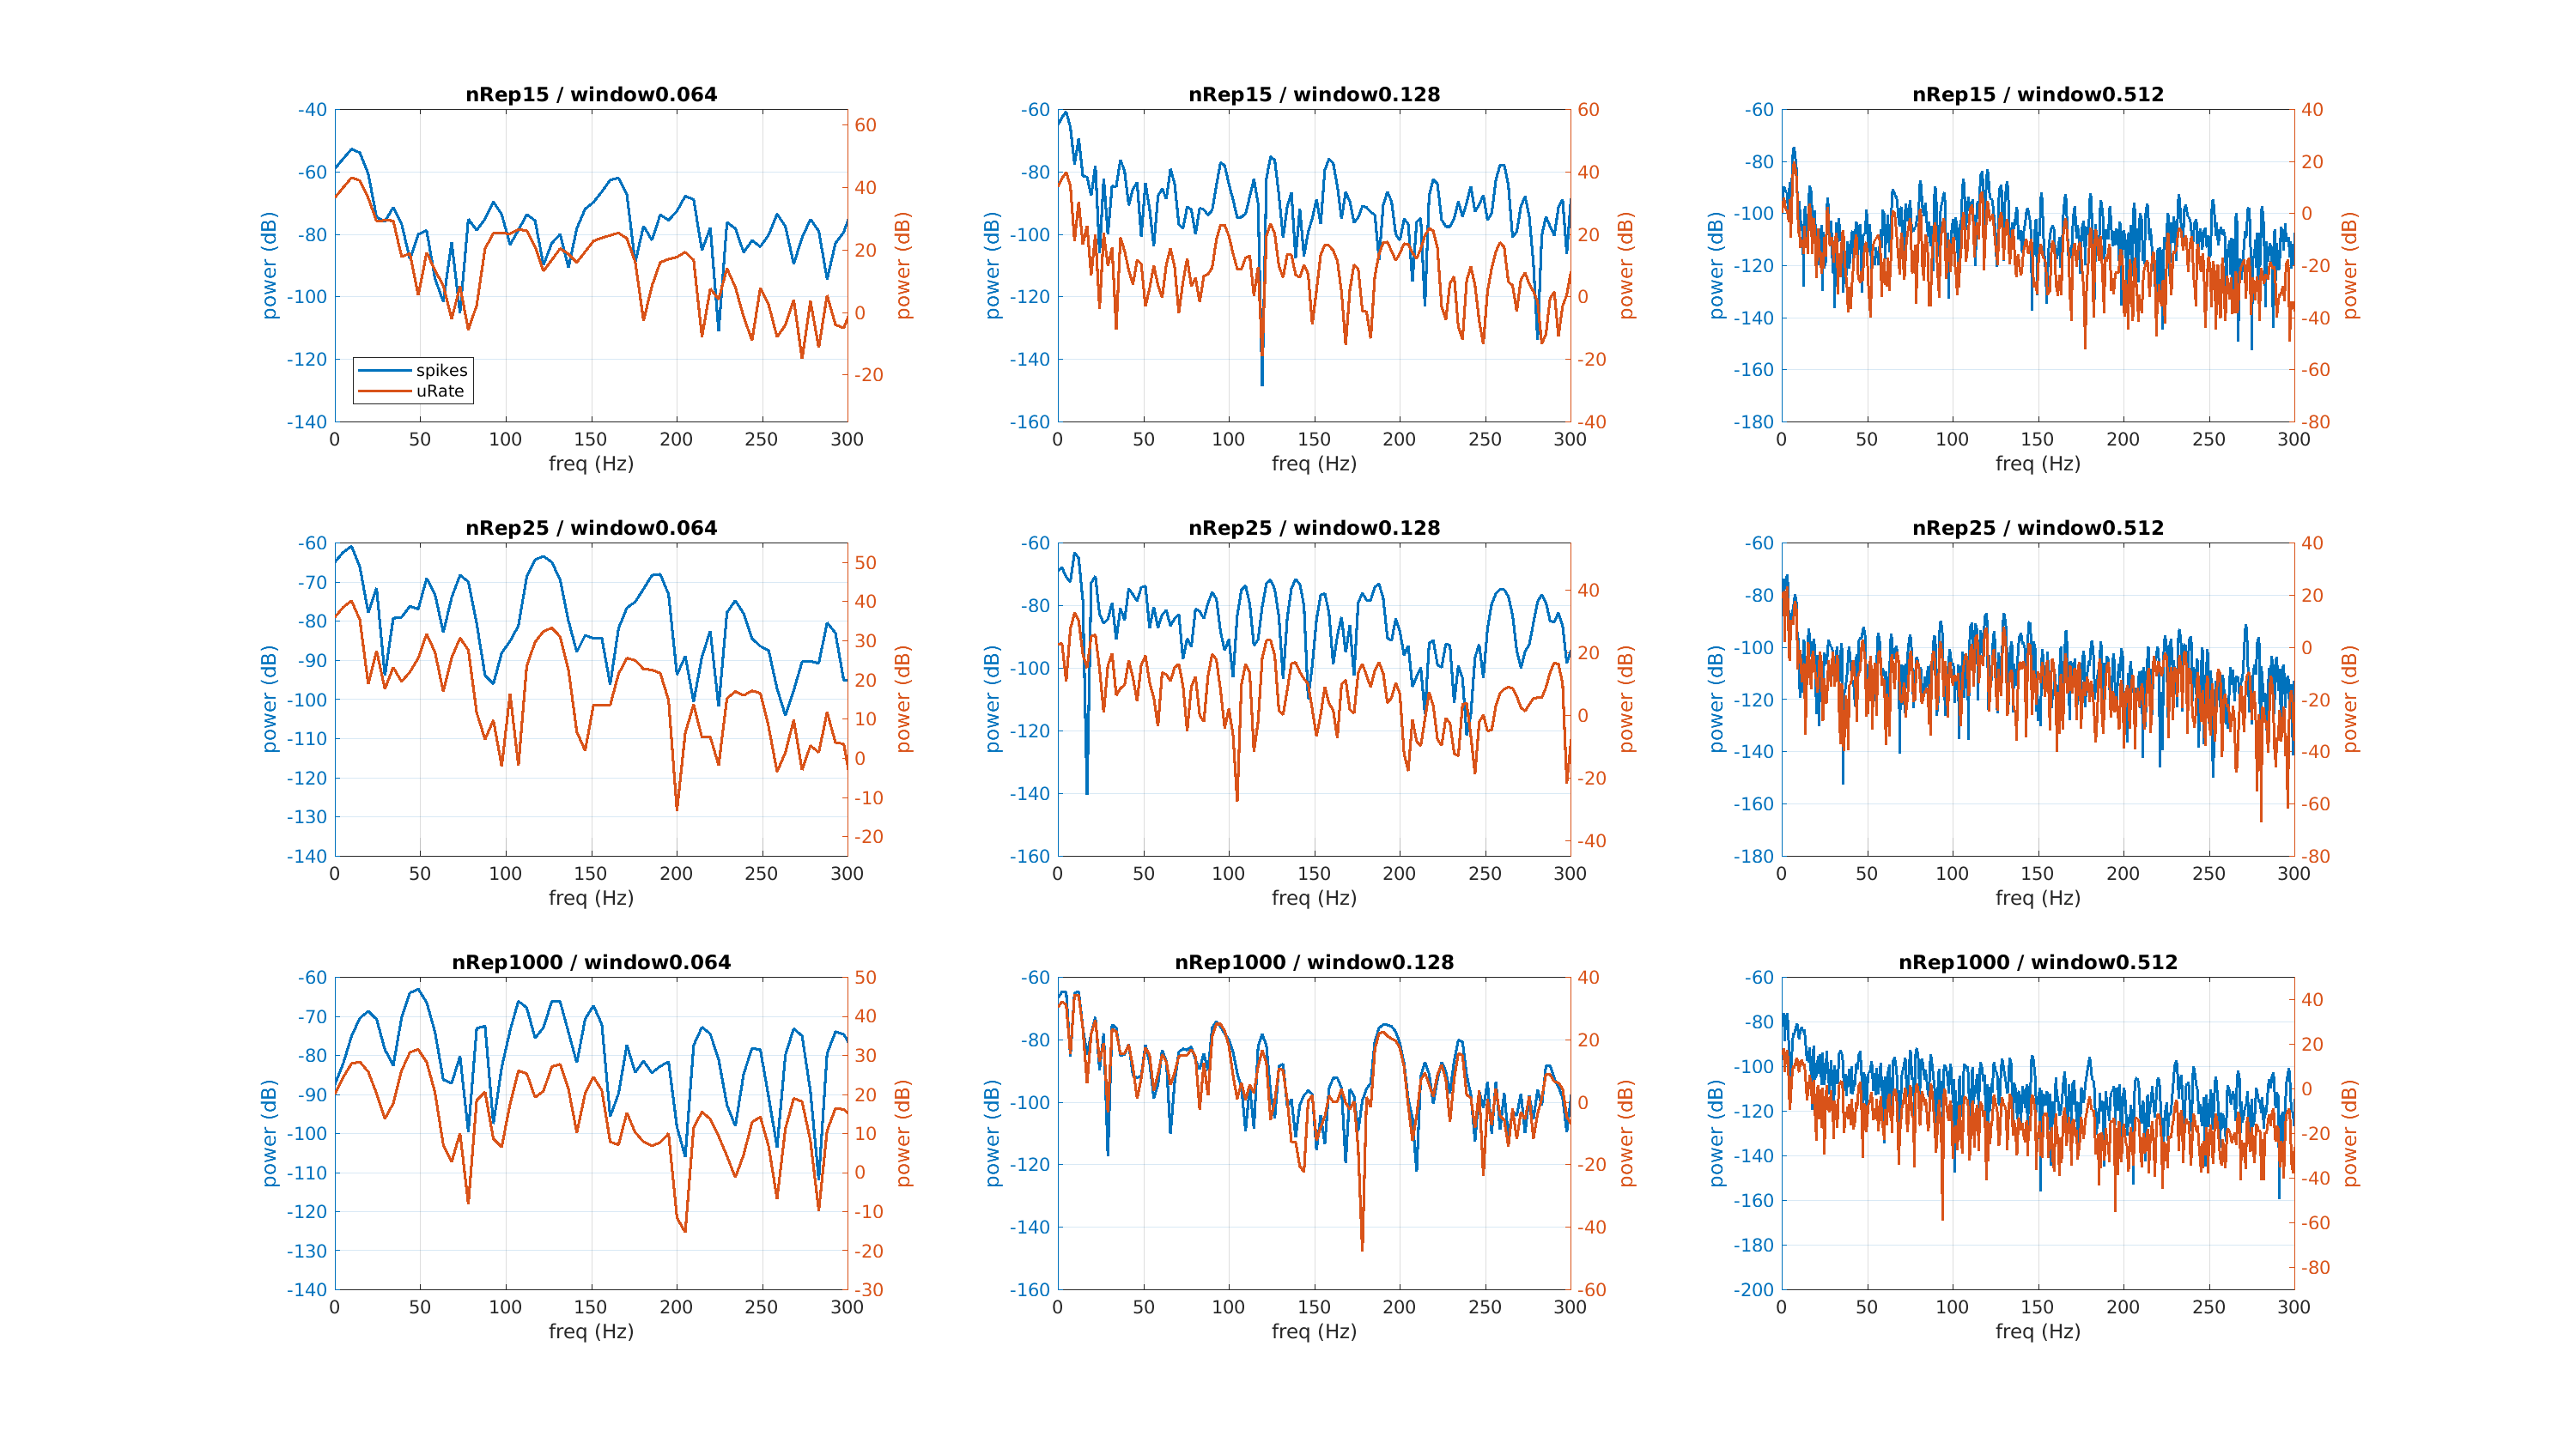 nRep15 / window0.064
-40
-60
-80
-100
-120
-140
power (dB)
60
40
20
0
-20
power (dB)
spikes
uRate
0 50 100 150 200 250 300
freq (Hz)
nRep15 / window0.128
-60
-80
-100
-120
-140
-160
power (dB)
60
40
20
0
-20
-40
power (dB)
0 50 100 150 200 250 300
freq (Hz)
nRep15 / window0.512
-60
-80
-100
-120
-140
-160
-180
power (dB)
40
20
0
-20
-40
-60
-80
power (dB)
0 50 100 150 200 250 300
freq (Hz)
nRep25 / window0.064
-60
-70
-80
-90
-100
-110
-120
-130
-140
power (dB)
50
40
30
20
10
0
-10
-20
power (dB)
0 50 100 150 200 250 300
freq (Hz)
nRep25 / window0.128
-60
-80
-100
-120
-140
-160
power (dB)
40
20
0
-20
-40
power (dB)
0 50 100 150 200 250 300
freq (Hz)
nRep25 / window0.512
-60
-80
-100
-120
-140
-160
-180
power (dB)
40
20
0
-20
-40
-60
-80
power (dB)
0 50 100 150 200 250 300
freq (Hz)
nRep1000 / window0.064
-60
-70
-80
-90
-100
-110
-120
-130
-140
power (dB)
50
40
30
20
10
0
-10
-20
-30
power (dB)
0 50 100 150 200 250 300
freq (Hz)
nRep1000 / window0.128
-60
-80
-100
-120
-140
-160
power (dB)
40
20
0
-20
-40
-60
power (dB)
0 50 100 150 200 250 300
freq (Hz)
nRep1000 / window0.512
-60
-80
-100
-120
-140
-160
-180
-200
power (dB)
40
20
0
-20
-40
-60
-80
power (dB)
0 50 100 150 200 250 300
freq (Hz)